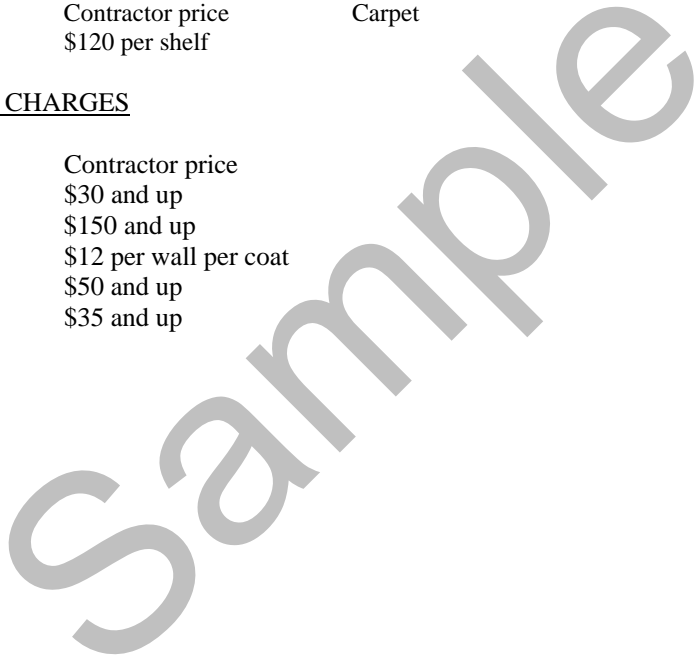 Contractor price Carpet
$120 per shelf
CHARGES
Contractor price
$30 and up
$150 and up
$12 per wall per coat
$50 and up
$35 and up
Sample